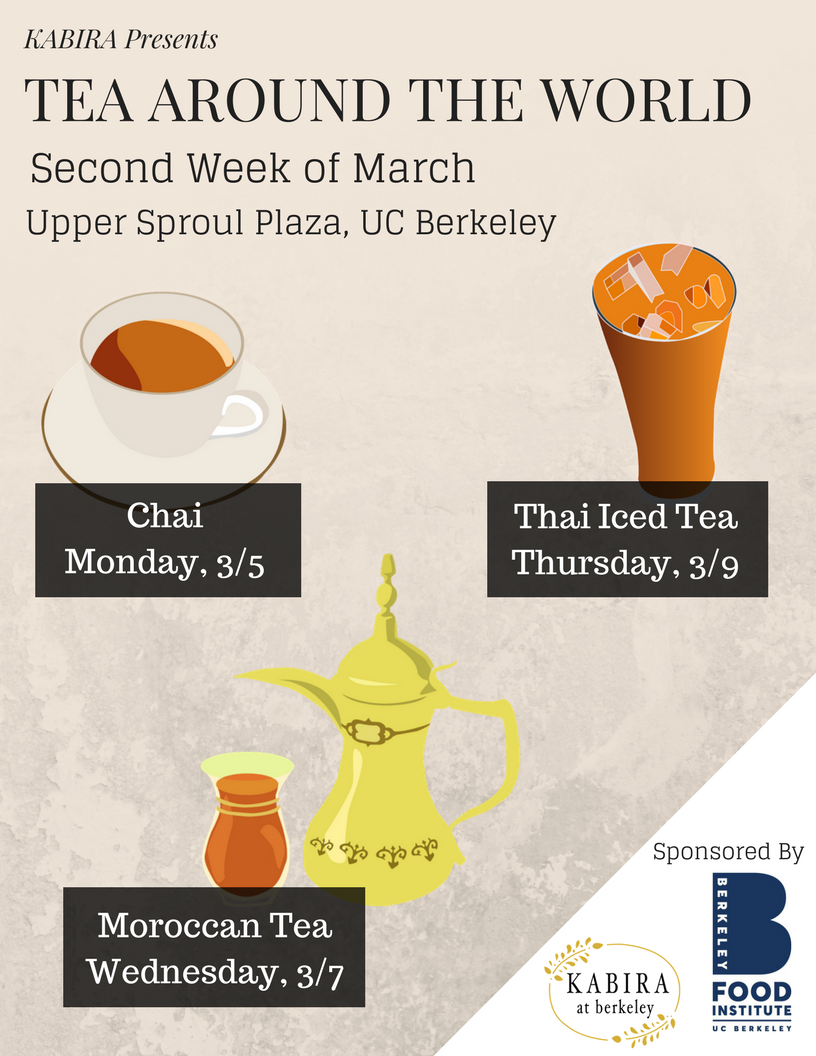 KABIRA Presents
TEA AROUND THE WORLD
Second Week of March
Upper Sproul Plaza, UC Berkeley
Chai
Monday, 3/5
Thai Iced Tea
Thursday, 3/9
Moroccan Tea
Wednesday, 3/7
Sponsored By
KABIRA
at berkeley
BERKELEY
B
FOOD
INSTITUTE
UC BERKELEY